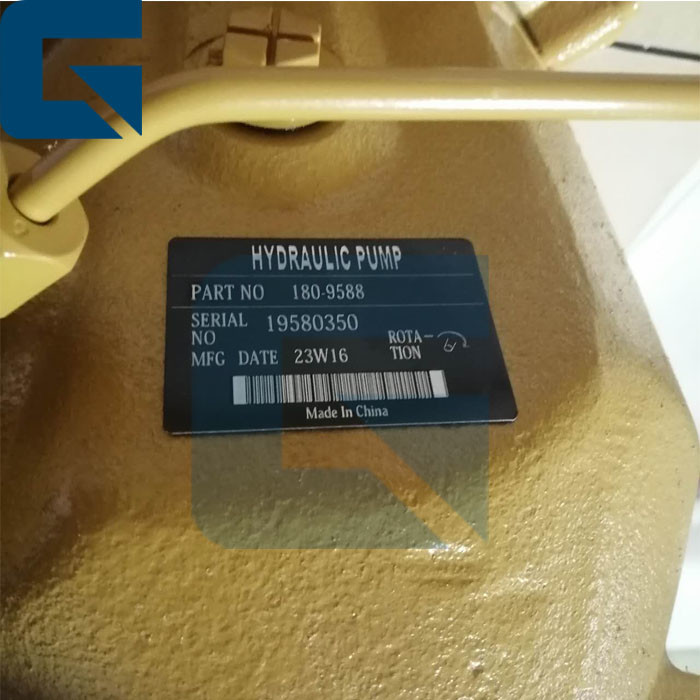 HYDRAULIC PUMP
PART NO 180-9588
SERIAL NO 19580350
MFG DATE 23W16 ROTA-TION
Made In China